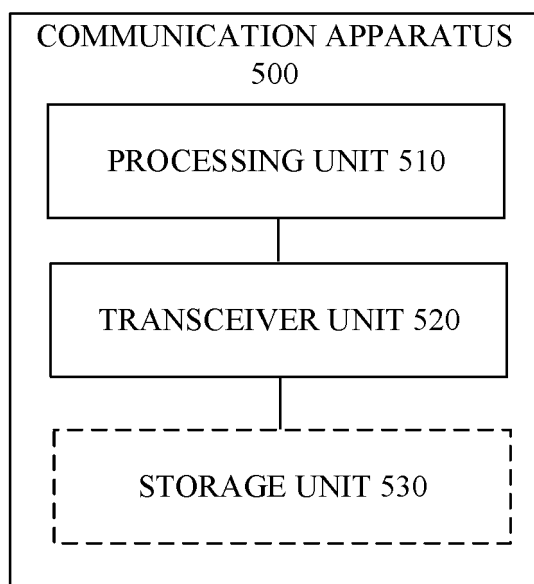 COMMUNICATION APPARATUS
500
PROCESSING UNIT 510
TRANSCEIVER UNIT 520
STORAGE UNIT 530